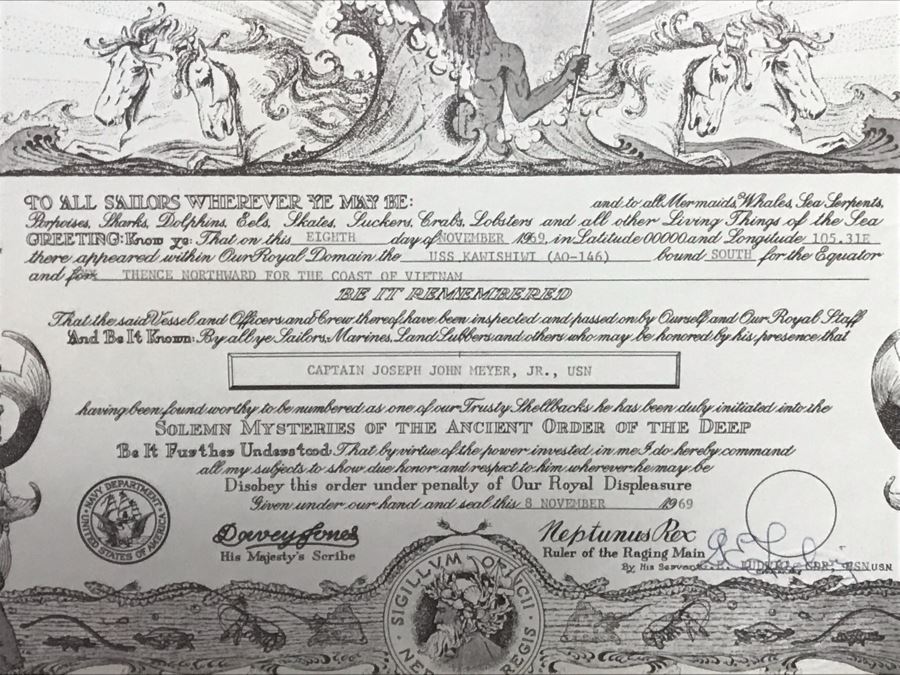 TO ALL SAILORS WHEREVER YE MAY BE: and to all Mermaids, Whales, Sea Serpents,
Porpoises, Sharks, Dolphins, Eels, Skates, Suckers, Crabs, Lobsters and all other Living Things of the Sea
GREETING: Know ye: That on this EIGHTH day of NOVEMBER 1969, in Latitude 00000 and Longitude 105.31E
there appeared within Our Royal Domain the USS KAWISHIWI (AO-146) bound SOUTH for the Equator
and for THENCE NORTHWARD FOR THE COAST OF VIETNAM
BE IT REMEMBERED
That the said Vessel and Officers and Crew thereof have been inspected and passed on by Ourself and Our Royal Staff
And Be It Known: By all ye Sailors, Marines, Land Lubbers and others who may be honored by his presence that
CAPTAIN JOSEPH JOHN MEYER, JR., USN
having been found worthy to be numbered as one of our Trusty Shellbacks he has been duly initiated into the
SOLEMN MYSTERIES OF THE ANCIENT ORDER OF THE DEEP
Be It Further Understood: That by virtue of the power invested in me I do hereby command
all my subjects to show due honor and respect to him wherever he may be
Disobey this order under penalty of Our Royal Displeasure
Given under our hand and seal this 8 NOVEMBER 1969
UNITED STATES OF AMERICA · NAVY DEPARTMENT ·
Davey Jones
His Majesty's Scribe
Neptunus Rex
Ruler of the Raging Main
By His Servant USN U.S.N.
SIGILLVM REGIS